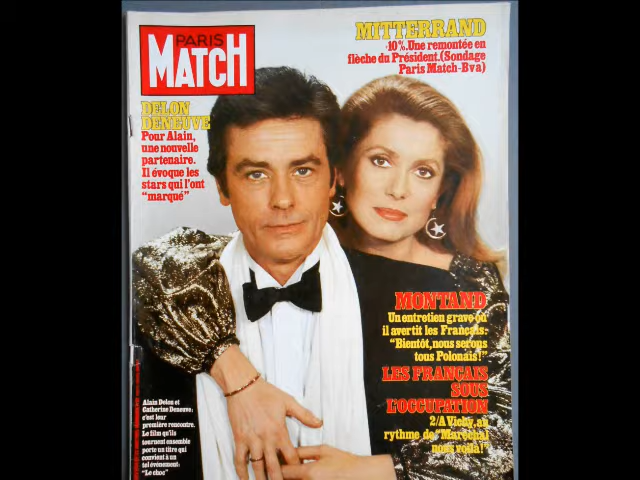 PARIS
MATCH
MITTERRAND
·10%.Une remontée en
flèche du Président.(Sondage
Paris Match-Bva)
DELON
DENEUVE
Pour Alain,
une nouvelle
partenaire.
Il évoque les
stars qui l'ont
"marqué"
MONTAND
Un entretien grave où
il avertit les Français:
"Bientôt,nous serons
tous Polonais!"
LES FRANÇAIS
SOUS
L'OCCUPATION
2/A Vichy, au
rythme de "Maréchal
nous voilà!"
Alain Delon et
Catherine Deneuve:
c'est leur
première rencontre.
Le film qu'ils
tournent ensemble
porte un titre qui
convient à un
tel événement:
"Le choc"